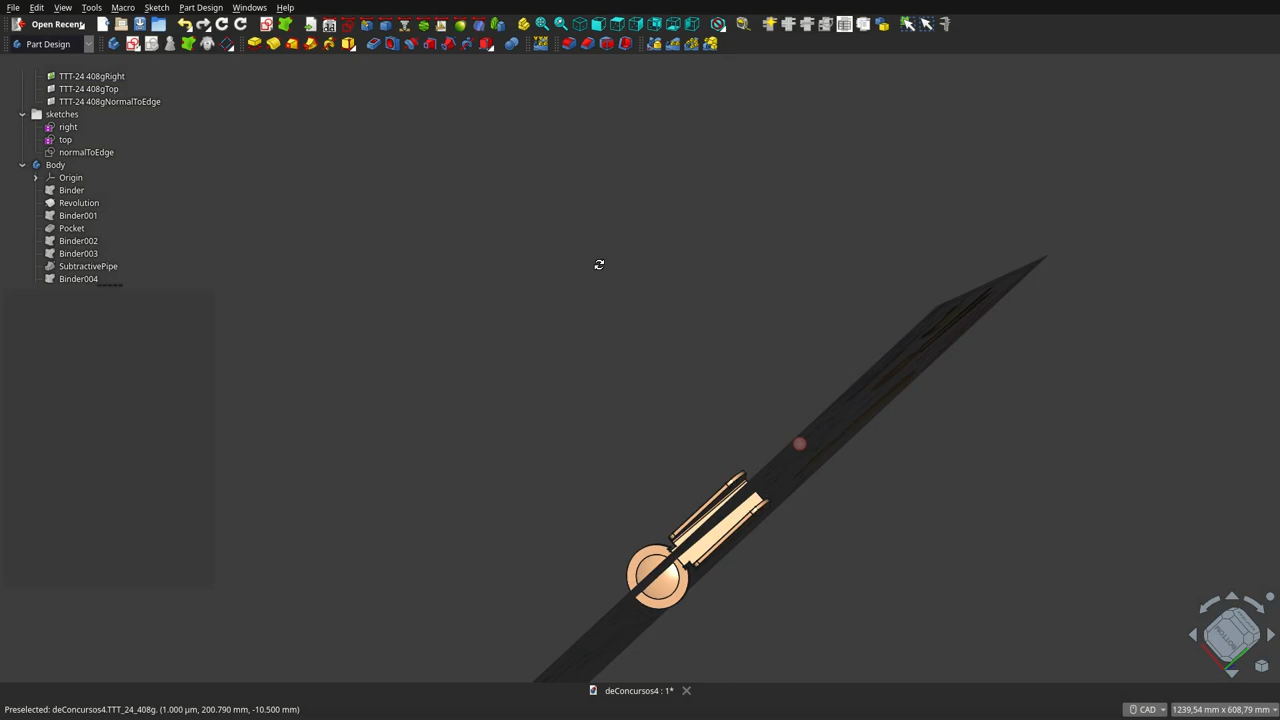 File Edit View Tools Macro Sketch Part Design Windows Help
Open Recent
Part Design
TTT-24 408gRight
TTT-24 408gTop
TTT-24 408gNormalToEdge
sketches
right
top
normalToEdge
Body
Origin
Binder
Revolution
Binder001
Pocket
Binder002
Binder003
SubtractivePipe
Binder004
BOTTOM
deConcursos4 : 1*
Preselected: deConcursos4.TTT_24_408g. (1.000 µm, 200.790 mm, -10.500 mm)
CAD
1239,54 mm x 608,79 mm